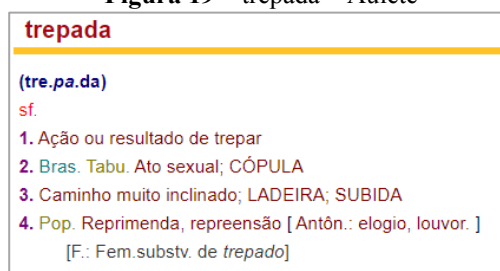 Figura 19 – trepada – Aulete
trepada
(tre.pa.da)
sf.
1. Ação ou resultado de trepar
2. Bras. Tabu. Ato sexual; CÓPULA
3. Caminho muito inclinado; LADEIRA; SUBIDA
4. Pop. Reprimenda, repreensão [ Antôn.: elogio, louvor. ]
[F.: Fem.substv. de trepado]